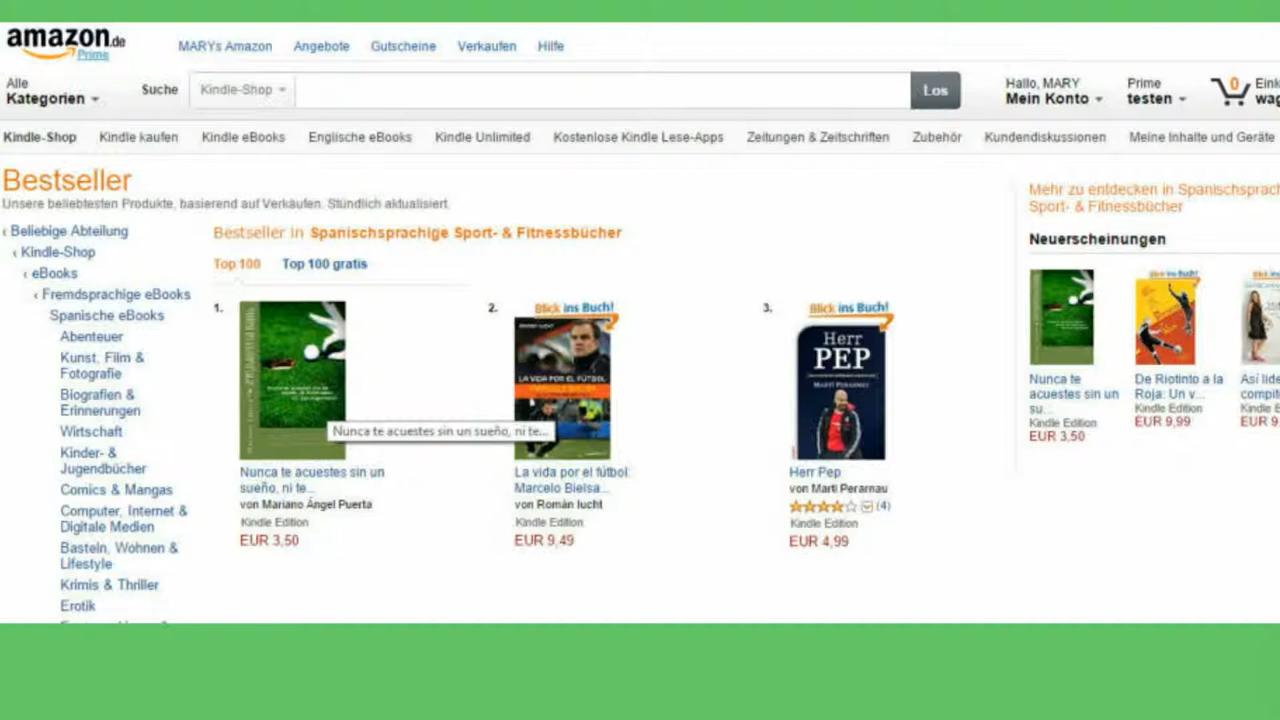 amazon.de
Prime
MARYs Amazon Angebote Gutscheine Verkaufen Hilfe
Alle
Kategorien
Suche
Kindle-Shop
Los
Hallo, MARY
Mein Konto
Prime
testen
0
Eink
wag
Kindle-Shop Kindle kaufen Kindle eBooks Englische eBooks Kindle Unlimited Kostenlose Kindle Lese-Apps Zeitungen & Zeitschriften Zubehör Kundendiskussionen Meine Inhalte und Geräte
Bestseller
Unsere beliebtesten Produkte, basierend auf Verkäufen. Stündlich aktualisiert.
‹ Beliebige Abteilung
‹ Kindle-Shop
‹ eBooks
‹ Fremdsprachige eBooks
Spanische eBooks
Abenteuer
Kunst, Film &
Fotografie
Biografien &
Erinnerungen
Wirtschaft
Kinder- &
Jugendbücher
Comics & Mangas
Computer, Internet &
Digitale Medien
Basteln, Wohnen &
Lifestyle
Krimis & Thriller
Erotik
Bestseller in Spanischsprachige Sport- & Fitnessbücher
Top 100 Top 100 gratis
1.
Nunca te acuestes sin un sueño, ni te...
Nunca te acuestes sin un
sueño, ni te...
von Mariano Ángel Puerta
Kindle Edition
EUR 3,50
2.
Blick ins Buch!
ROMÁN IUCHT
LA VIDA POR EL FÚTBOL
La vida por el fútbol:
Marcelo Bielsa...
von Román Iucht
Kindle Edition
EUR 9,49
3.
Blick ins Buch!
Herr
PEP
MARTÍ PERARNAU
Herr Pep
von Martí Perarnau
(4)
Kindle Edition
EUR 4,99
Mehr zu entdecken in Spanischsprach
Sport- & Fitnessbücher
Neuerscheinungen
Nunca te
acuestes sin un
su...
Kindle Edition
EUR 3,50
Blick ins Buch!
De Riotinto a la
Roja: Un v...
Kindle Edition
EUR 9,99
Así lide
compit
Kindle E
EUR 9